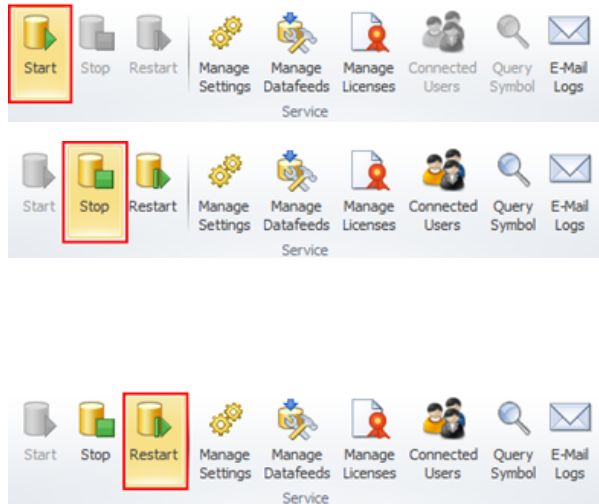 Start Stop Restart Manage Manage Manage Connected Query E-Mail
Settings Datafeeds Licenses Users Symbol Logs
Service
Start Stop Restart Manage Manage Manage Connected Query E-Mail
Settings Datafeeds Licenses Users Symbol Logs
Service
Start Stop Restart Manage Manage Manage Connected Query E-Mail
Settings Datafeeds Licenses Users Symbol Logs
Service